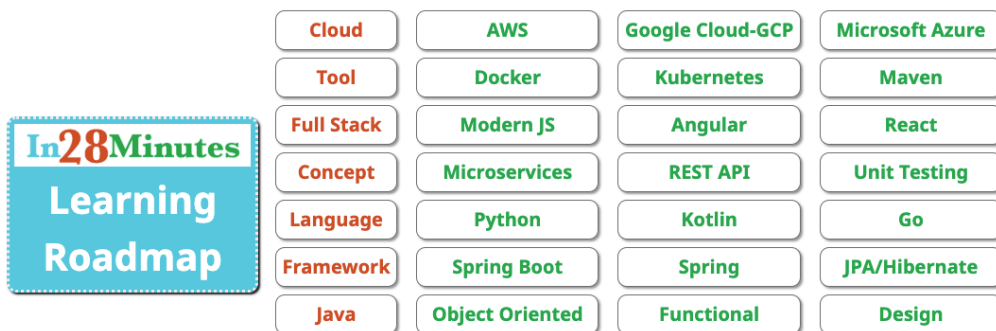 In28Minutes
Learning
Roadmap
Cloud AWS Google Cloud-GCP Microsoft Azure
Tool Docker Kubernetes Maven
Full Stack Modern JS Angular React
Concept Microservices REST API Unit Testing
Language Python Kotlin Go
Framework Spring Boot Spring JPA/Hibernate
Java Object Oriented Functional Design